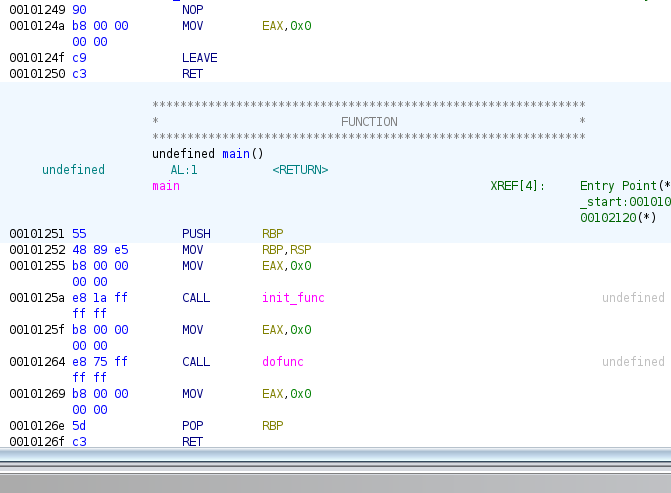 00101249 90 NOP
0010124a b8 00 00 MOV EAX,0x0
00 00
0010124f c9 LEAVE
00101250 c3 RET
**************************************************************
* FUNCTION *
**************************************************************
undefined main()
undefined AL:1 <RETURN>
main XREF[4]: Entry Point(*
_start:001010
00102120(*)
00101251 55 PUSH RBP
00101252 48 89 e5 MOV RBP,RSP
00101255 b8 00 00 MOV EAX,0x0
00 00
0010125a e8 1a ff CALL init_func undefined
ff ff
0010125f b8 00 00 MOV EAX,0x0
00 00
00101264 e8 75 ff CALL dofunc undefined
ff ff
00101269 b8 00 00 MOV EAX,0x0
00 00
0010126e 5d POP RBP
0010126f c3 RET